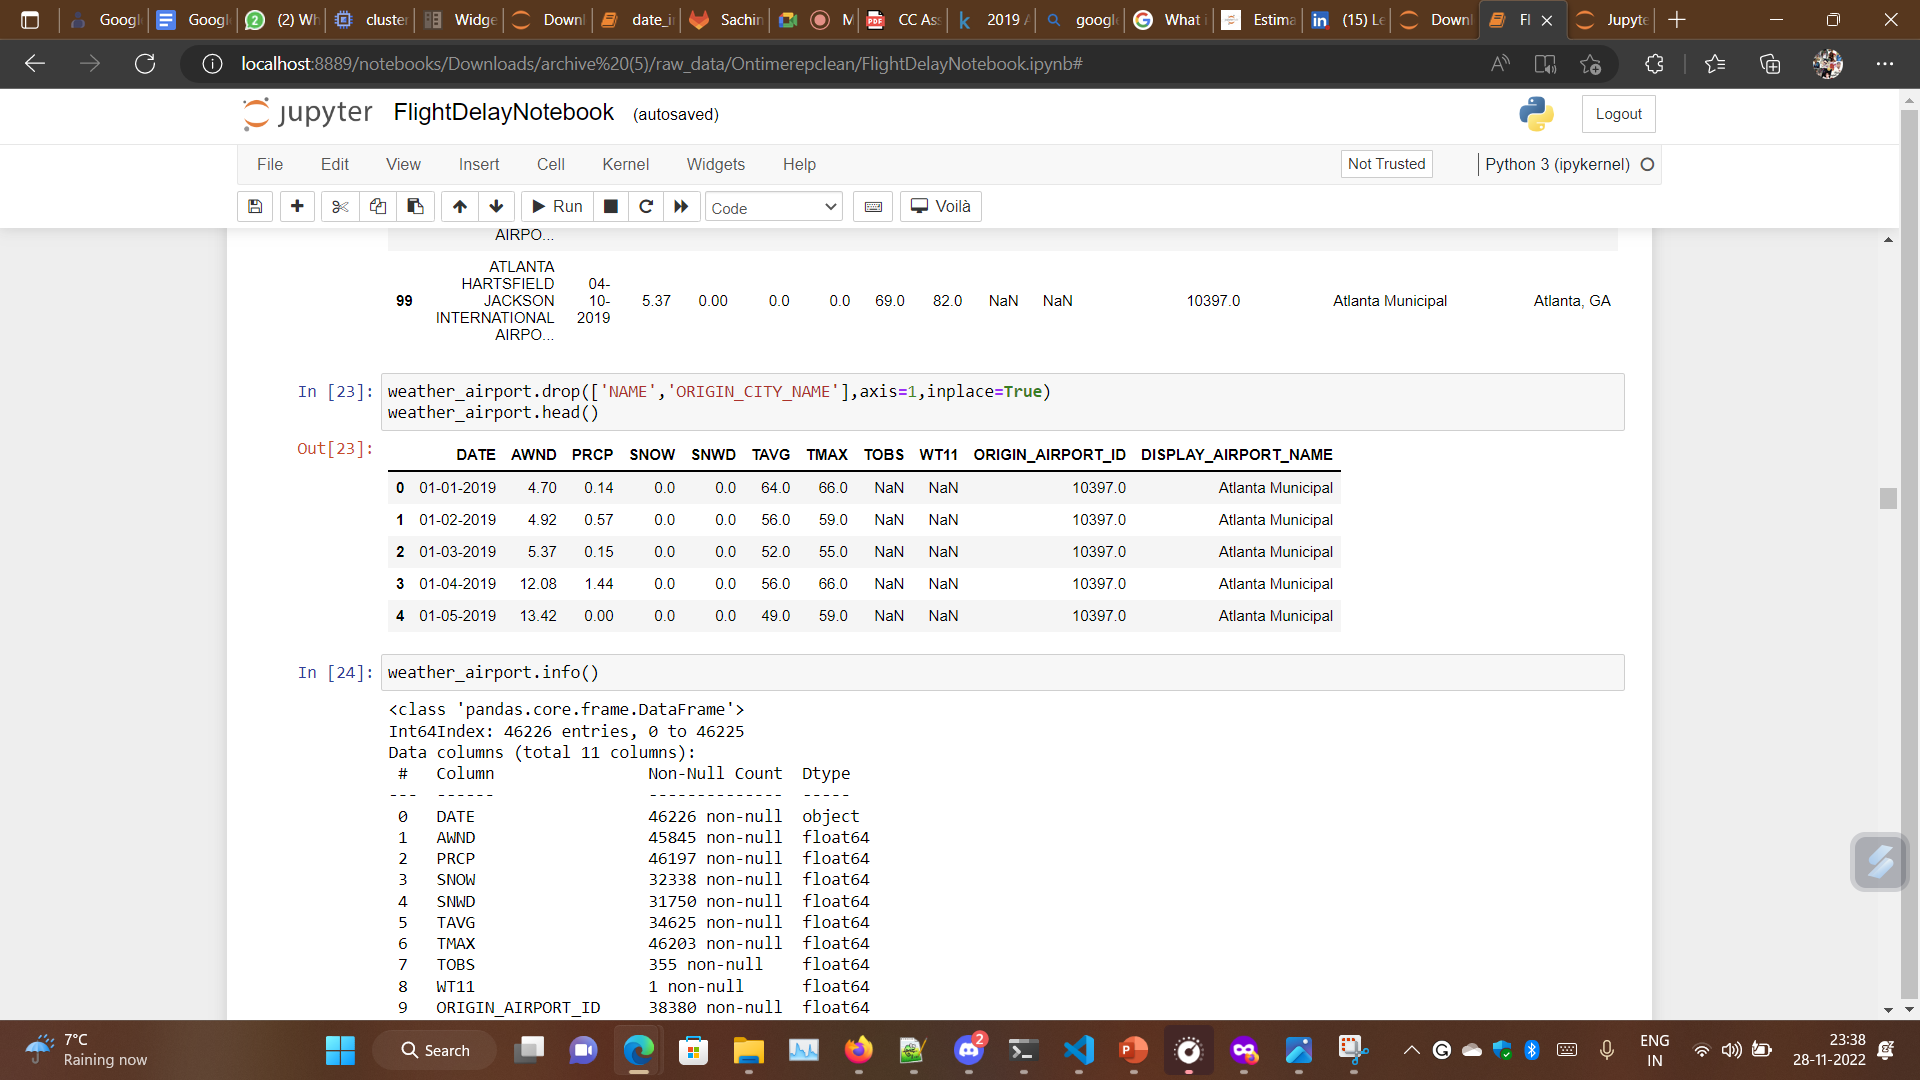 Googl
Googl
(2) Wh
cluster
Widge
Downl
date_i
Sachin
M
CC Ass
2019 A
googl
What i
Estima
(15) Le
Downl
Fl
Jupyte
localhost:8889/notebooks/Downloads/archive%20(5)/raw_data/Ontimerepclean/FlightDelayNotebook.ipynb#
jupyter FlightDelayNotebook (autosaved)
Logout
File Edit View Insert Cell Kernel Widgets Help
Not Trusted Python 3 (ipykernel)
Run Code Voilà
AIRPO...
ATLANTA
HARTSFIELD 04-
99 JACKSON 10- 5.37 0.00 0.0 0.0 69.0 82.0 NaN NaN 10397.0 Atlanta Municipal Atlanta, GA
INTERNATIONAL 2019
AIRPO...
In [23]: weather_airport.drop(['NAME','ORIGIN_CITY_NAME'],axis=1,inplace=True)
weather_airport.head()
Out[23]:
DATE AWND PRCP SNOW SNWD TAVG TMAX TOBS WT11 ORIGIN_AIRPORT_ID DISPLAY_AIRPORT_NAME
0 01-01-2019 4.70 0.14 0.0 0.0 64.0 66.0 NaN NaN 10397.0 Atlanta Municipal
1 01-02-2019 4.92 0.57 0.0 0.0 56.0 59.0 NaN NaN 10397.0 Atlanta Municipal
2 01-03-2019 5.37 0.15 0.0 0.0 52.0 55.0 NaN NaN 10397.0 Atlanta Municipal
3 01-04-2019 12.08 1.44 0.0 0.0 56.0 66.0 NaN NaN 10397.0 Atlanta Municipal
4 01-05-2019 13.42 0.00 0.0 0.0 49.0 59.0 NaN NaN 10397.0 Atlanta Municipal
In [24]: weather_airport.info()
<class 'pandas.core.frame.DataFrame'>
Int64Index: 46226 entries, 0 to 46225
Data columns (total 11 columns):
# Column Non-Null Count Dtype
--- ------ -------------- -----
0 DATE 46226 non-null object
1 AWND 45845 non-null float64
2 PRCP 46197 non-null float64
3 SNOW 32338 non-null float64
4 SNWD 31750 non-null float64
5 TAVG 34625 non-null float64
6 TMAX 46203 non-null float64
7 TOBS 355 non-null float64
8 WT11 1 non-null float64
9 ORIGIN_AIRPORT_ID 38380 non-null float64
7°C
Raining now
Search
2
ENG
IN
23:38
28-11-2022